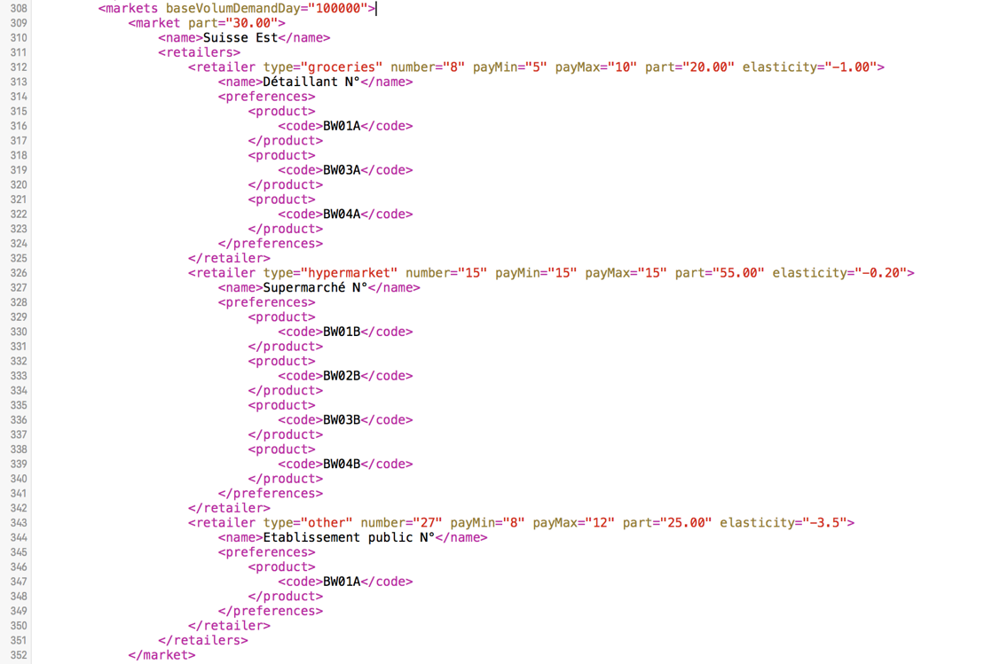 308 <markets baseVolumDemandDay="100000">
309 <market part="30.00">
310 <name>Suisse Est</name>
311 <retailers>
312 <retailer type="groceries" number="8" payMin="5" payMax="10" part="20.00" elasticity="-1.00">
313 <name>Détaillant N°</name>
314 <preferences>
315 <product>
316 <code>BW01A</code>
317 </product>
318 <product>
319 <code>BW03A</code>
320 </product>
321 <product>
322 <code>BW04A</code>
323 </product>
324 </preferences>
325 </retailer>
326 <retailer type="hypermarket" number="15" payMin="15" payMax="15" part="55.00" elasticity="-0.20">
327 <name>Supermarché N°</name>
328 <preferences>
329 <product>
330 <code>BW01B</code>
331 </product>
332 <product>
333 <code>BW02B</code>
334 </product>
335 <product>
336 <code>BW03B</code>
337 </product>
338 <product>
339 <code>BW04B</code>
340 </product>
341 </preferences>
342 </retailer>
343 <retailer type="other" number="27" payMin="8" payMax="12" part="25.00" elasticity="-3.5">
344 <name>Etablissement public N°</name>
345 <preferences>
346 <product>
347 <code>BW01A</code>
348 </product>
349 </preferences>
350 </retailer>
351 </retailers>
352 </market>